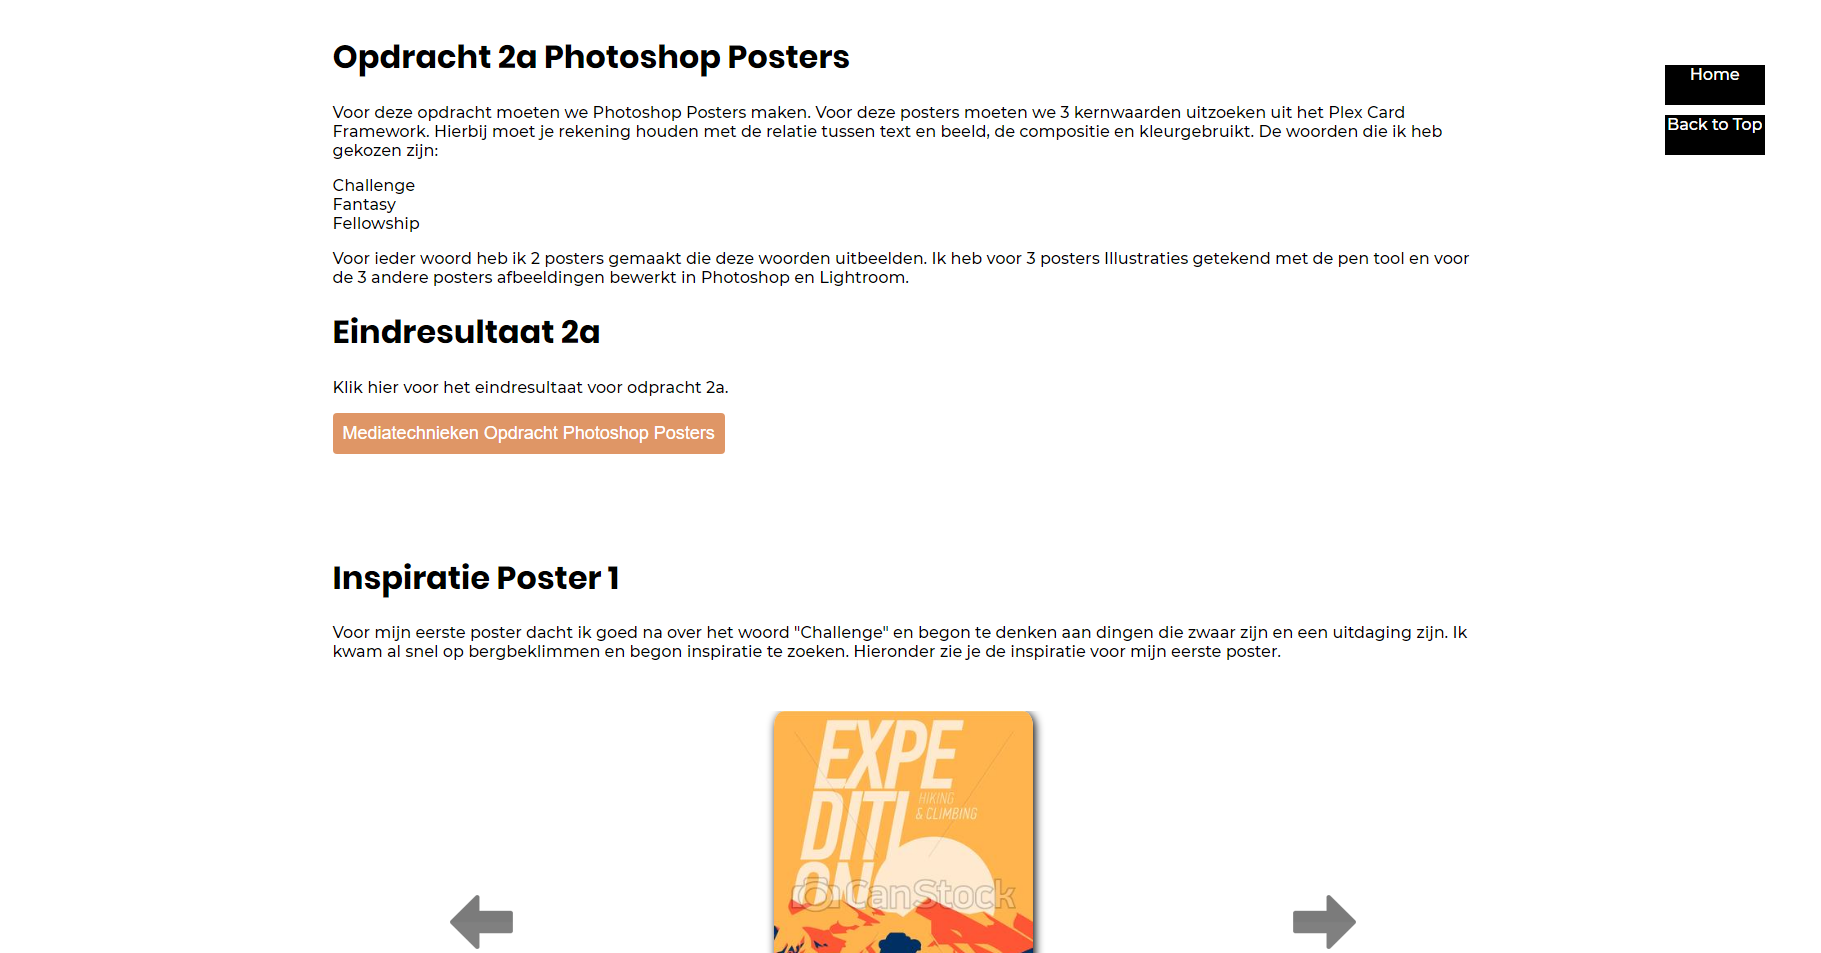 Opdracht 2a Photoshop Posters
Home
Back to Top
Voor deze opdracht moeten we Photoshop Posters maken. Voor deze posters moeten we 3 kernwaarden uitzoeken uit het Plex Card
Framework. Hierbij moet je rekening houden met de relatie tussen text en beeld, de compositie en kleurgebruikt. De woorden die ik heb
gekozen zijn:
Challenge
Fantasy
Fellowship
Voor ieder woord heb ik 2 posters gemaakt die deze woorden uitbeelden. Ik heb voor 3 posters Illustraties getekend met de pen tool en voor
de 3 andere posters afbeeldingen bewerkt in Photoshop en Lightroom.
Eindresultaat 2a
Klik hier voor het eindresultaat voor odpracht 2a.
Mediatechnieken Opdracht Photoshop Posters
Inspiratie Poster 1
Voor mijn eerste poster dacht ik goed na over het woord "Challenge" en begon te denken aan dingen die zwaar zijn en een uitdaging zijn. Ik
kwam al snel op bergbeklimmen en begon inspiratie te zoeken. Hieronder zie je de inspiratie voor mijn eerste poster.
EXPE
DITI
ON
HIKING
& CLIMBING
CanStock